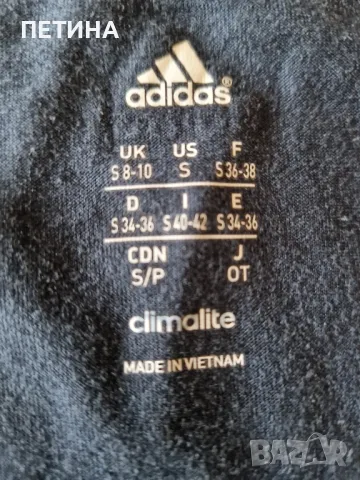 ПЕТИНА
adidas®
UK US F
S 8-10 S S 36-38
D I E
S 34-36 S 40-42 S 34-36
CDN J
S/P OT
climalite
MADE IN VIETNAM
BAZAR